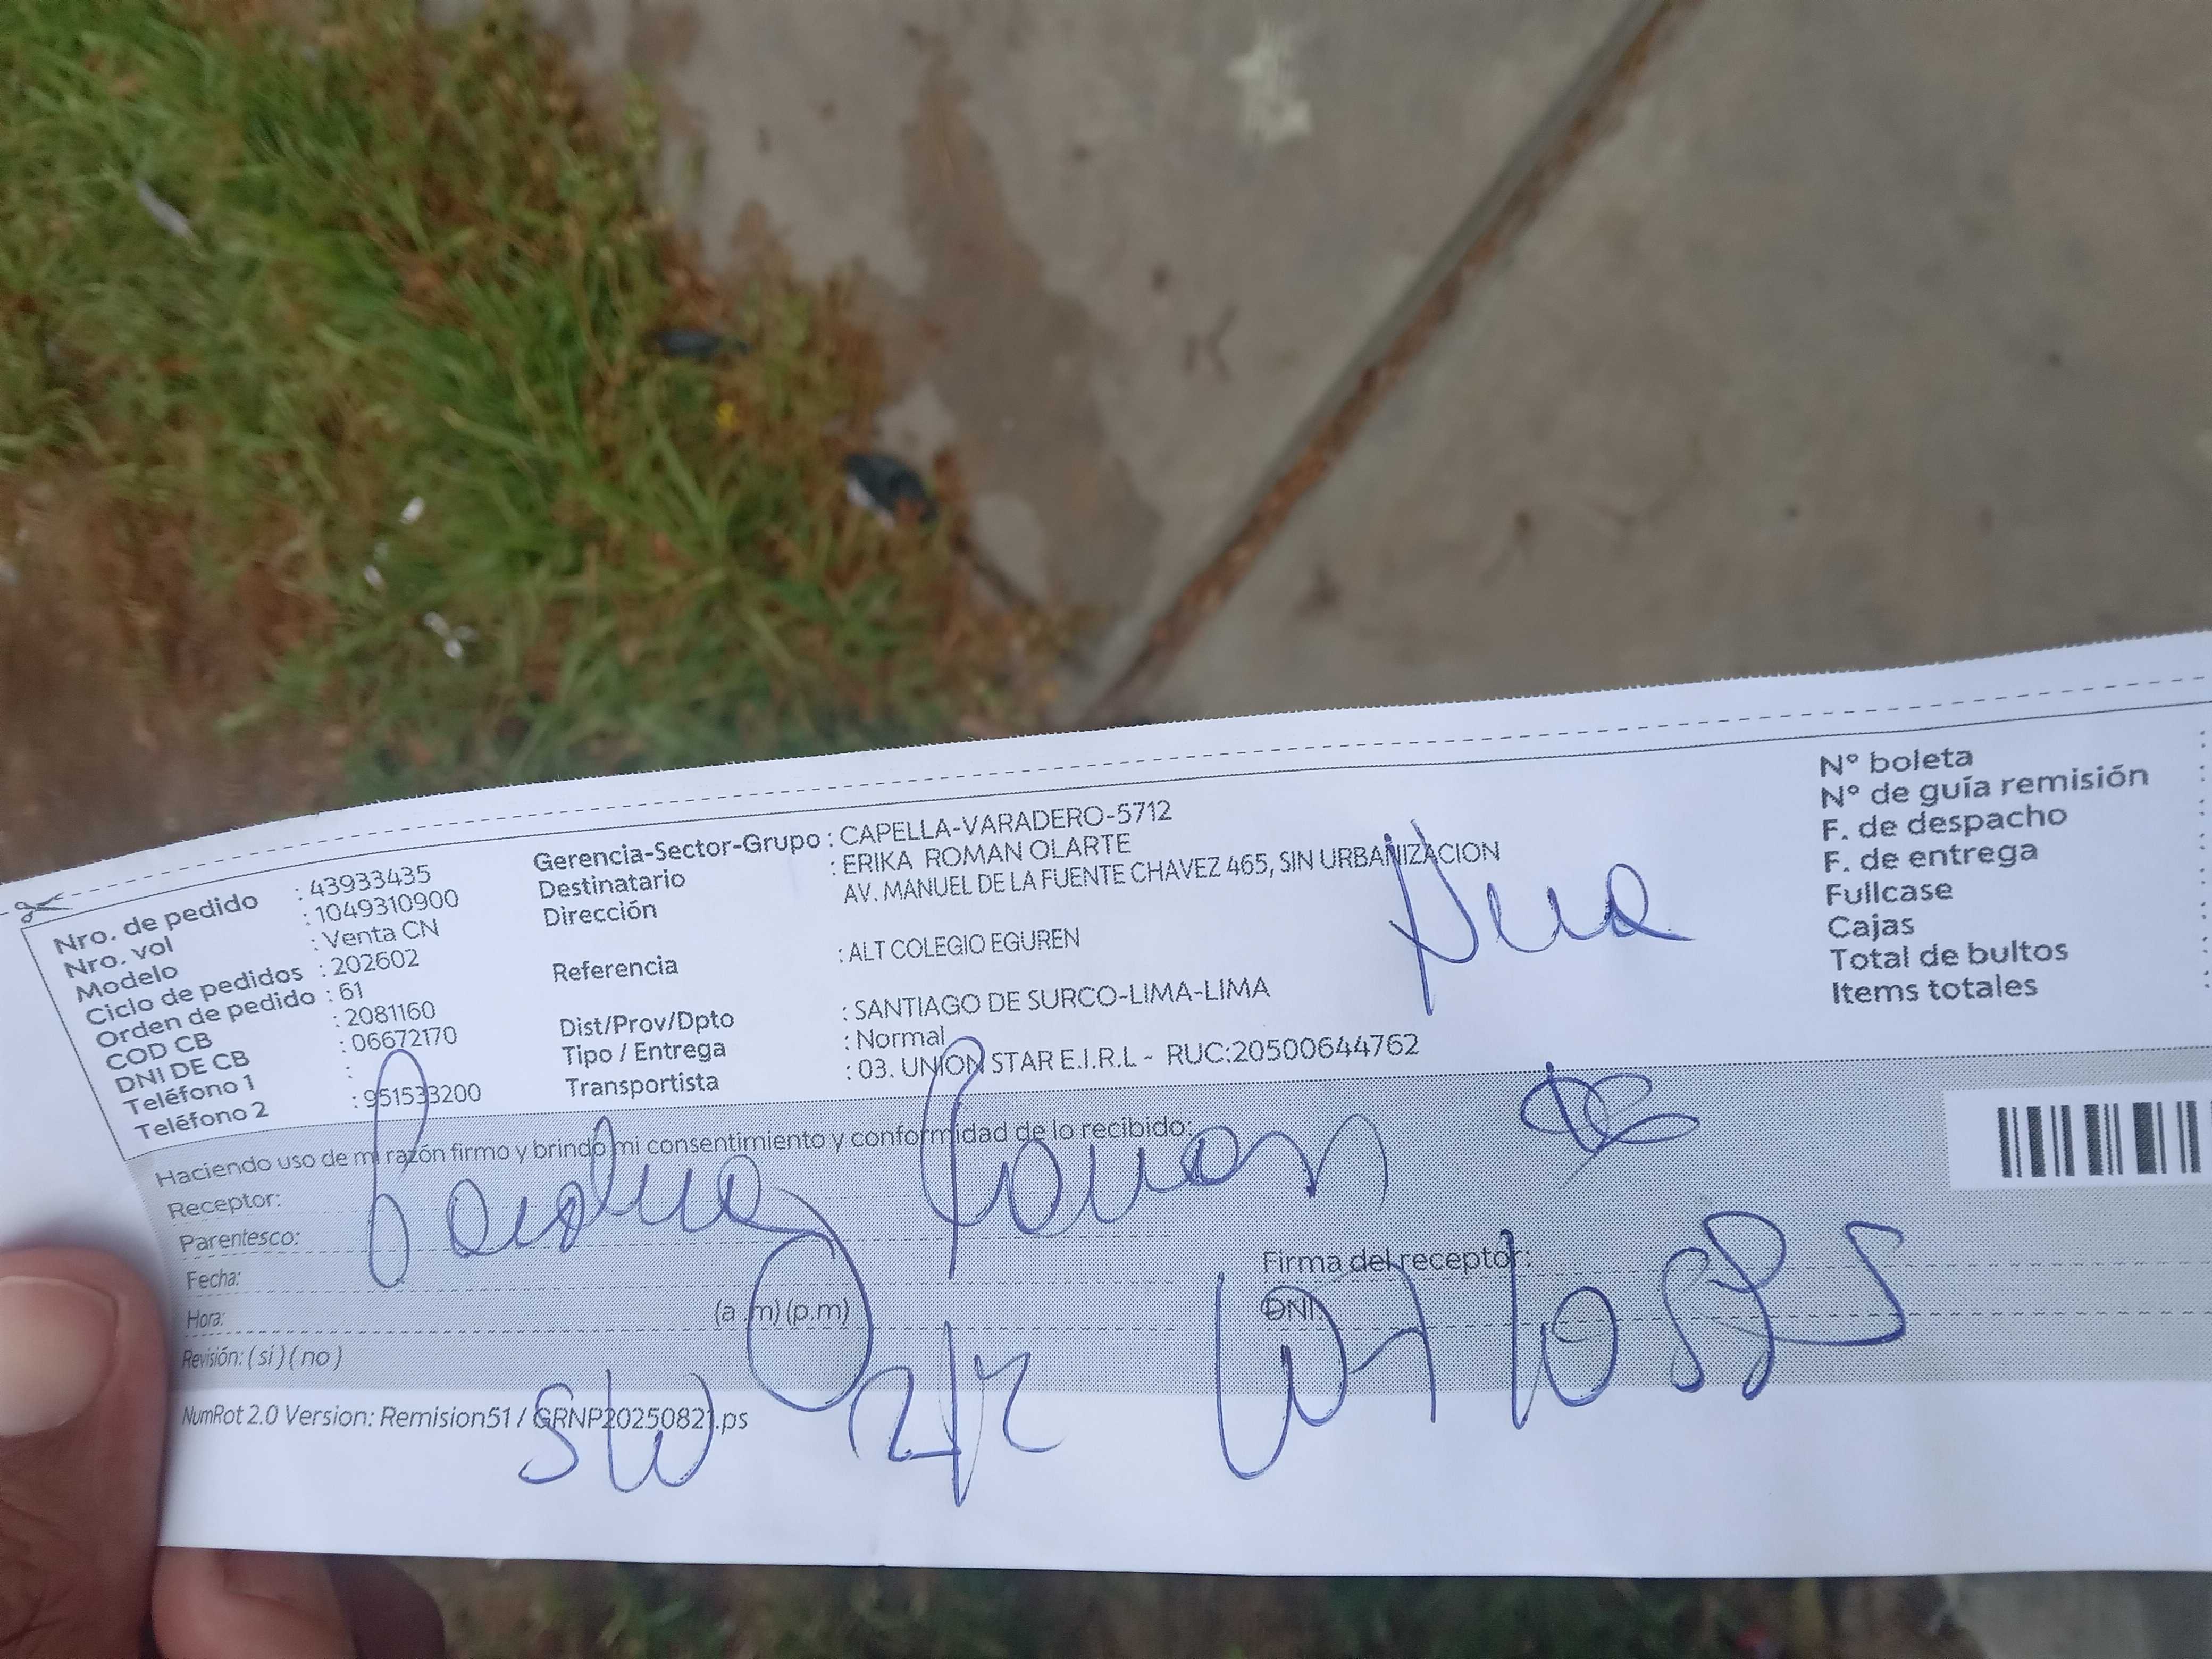 Nro. de pedido : 43933435
Nro. vol : 1049310900
Modelo : Venta CN
Ciclo de pedidos : 202602
Orden de pedido : 61
COD CB : 2081160
DNI DE CB : 06672170
Teléfono 1 :
Teléfono 2 : 951533200
Gerencia-Sector-Grupo : CAPELLA-VARADERO-5712
Destinatario : ERIKA ROMAN OLARTE
Dirección AV. MANUEL DE LA FUENTE CHAVEZ 465, SIN URBANIZACION
Referencia : ALT COLEGIO EGUREN
Dist/Prov/Dpto : SANTIAGO DE SURCO-LIMA-LIMA
Tipo / Entrega : Normal
Transportista : 03. UNION STAR E.I.R.L - RUC:20500644762
N° boleta :
N° de guía remisión :
F. de despacho :
F. de entrega :
Fullcase :
Cajas :
Total de bultos :
Items totales :
Haciendo uso de mi razón firmo y brindo mi consentimiento y conformidad de lo recibido:
Receptor:
Parentesco:
Fecha:
Hora: (a .m) (p.m)
Revisión: ( si ) ( no )
Firma del receptor:
DNI:
Roman
NumRot 2.0 Version: Remision51 / GRNP20250821.ps